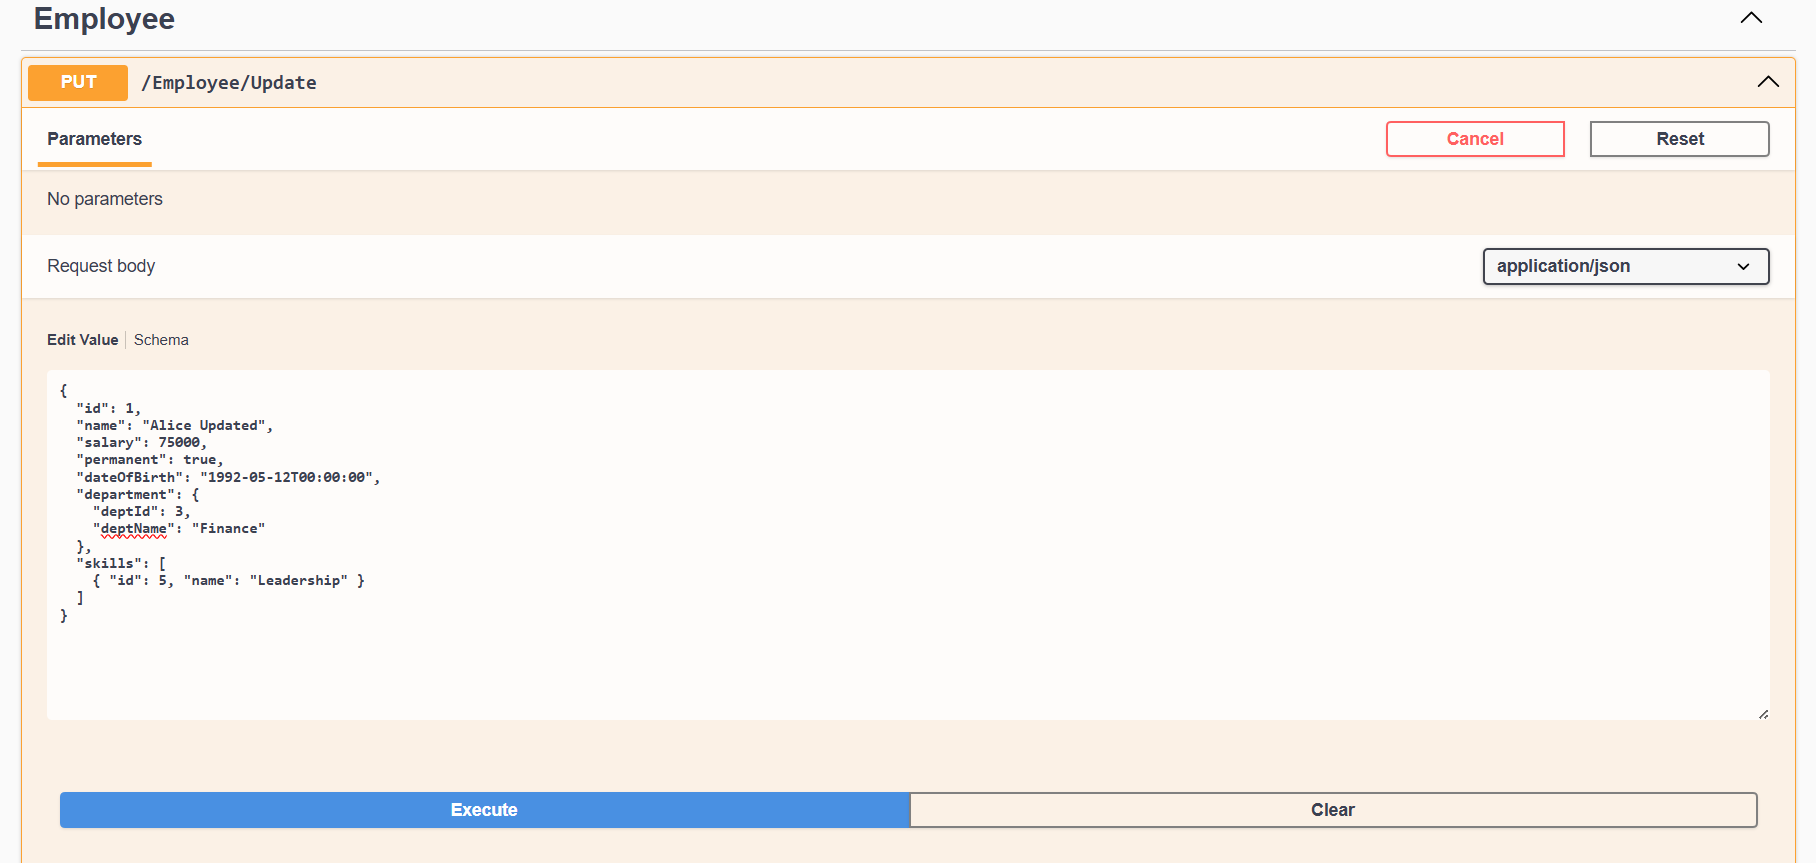 Employee
PUT /Employee/Update
Parameters Cancel Reset
No parameters
Request body application/json
Edit Value Schema
{
  "id": 1,
  "name": "Alice Updated",
  "salary": 75000,
  "permanent": true,
  "dateOfBirth": "1992-05-12T00:00:00",
  "department": {
    "deptId": 3,
    "deptName": "Finance"
  },
  "skills": [
    { "id": 5, "name": "Leadership" }
  ]
}
Execute Clear